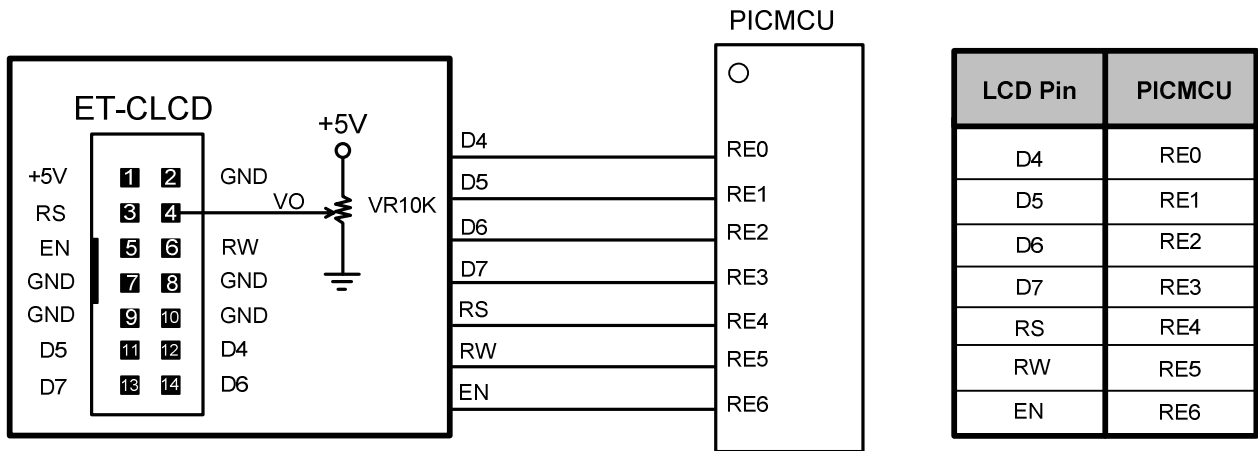 PICMCU
ET-CLCD
+5V
+5V 1 2 GND
RS 3 4 VO VR10K
EN 5 6 RW
GND 7 8 GND
GND 9 10 GND
D5 11 12 D4
D7 13 14 D6
D4 RE0
D5 RE1
D6 RE2
D7 RE3
RS RE4
RW RE5
EN RE6
LCD Pin PICMCU
D4 RE0
D5 RE1
D6 RE2
D7 RE3
RS RE4
RW RE5
EN RE6